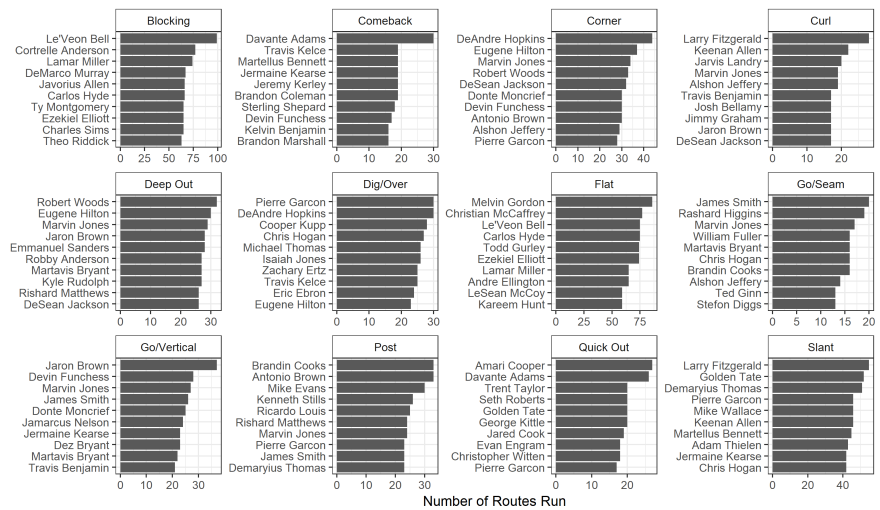 Blocking
Le'Veon Bell
Cortrelle Anderson
Lamar Miller
DeMarco Murray
Javorius Allen
Carlos Hyde
Ty Montgomery
Ezekiel Elliott
Charles Sims
Theo Riddick
0 25 50 75 100
Comeback
Davante Adams
Travis Kelce
Martellus Bennett
Jermaine Kearse
Jeremy Kerley
Brandon Coleman
Sterling Shepard
Devin Funchess
Kelvin Benjamin
Brandon Marshall
0 10 20 30
Corner
DeAndre Hopkins
Eugene Hilton
Marvin Jones
Robert Woods
DeSean Jackson
Donte Moncrief
Devin Funchess
Antonio Brown
Alshon Jeffery
Pierre Garcon
0 10 20 30 40
Curl
Larry Fitzgerald
Keenan Allen
Jarvis Landry
Marvin Jones
Alshon Jeffery
Travis Benjamin
Josh Bellamy
Jimmy Graham
Jaron Brown
DeSean Jackson
0 10 20
Deep Out
Robert Woods
Eugene Hilton
Marvin Jones
Jaron Brown
Emmanuel Sanders
Robby Anderson
Martavis Bryant
Kyle Rudolph
Rishard Matthews
DeSean Jackson
0 10 20 30
Dig/Over
Pierre Garcon
DeAndre Hopkins
Cooper Kupp
Chris Hogan
Michael Thomas
Isaiah Jones
Zachary Ertz
Travis Kelce
Eric Ebron
Eugene Hilton
0 10 20 30
Flat
Melvin Gordon
Christian McCaffrey
Le'Veon Bell
Carlos Hyde
Todd Gurley
Ezekiel Elliott
Lamar Miller
Andre Ellington
LeSean McCoy
Kareem Hunt
0 25 50 75
Go/Seam
James Smith
Rashard Higgins
Marvin Jones
William Fuller
Martavis Bryant
Chris Hogan
Brandin Cooks
Alshon Jeffery
Ted Ginn
Stefon Diggs
0 5 10 15 20
Go/Vertical
Jaron Brown
Devin Funchess
Marvin Jones
James Smith
Donte Moncrief
Jamarcus Nelson
Jermaine Kearse
Dez Bryant
Martavis Bryant
Travis Benjamin
0 10 20 30
Post
Brandin Cooks
Antonio Brown
Mike Evans
Kenneth Stills
Ricardo Louis
Rishard Matthews
Marvin Jones
Pierre Garcon
James Smith
Demaryius Thomas
0 10 20 30
Quick Out
Amari Cooper
Davante Adams
Trent Taylor
Seth Roberts
Golden Tate
George Kittle
Jared Cook
Evan Engram
Christopher Witten
Pierre Garcon
0 10 20
Slant
Larry Fitzgerald
Golden Tate
Demaryius Thomas
Pierre Garcon
Mike Wallace
Keenan Allen
Martellus Bennett
Adam Thielen
Jermaine Kearse
Chris Hogan
0 20 40
Number of Routes Run